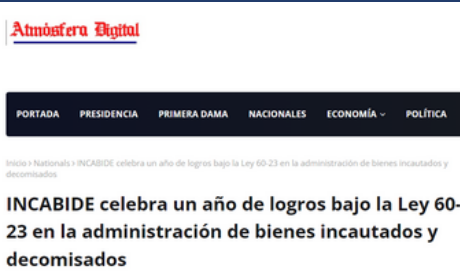 Atmósfera Digital
PORTADA PRESIDENCIA PRIMERA DAMA NACIONALES ECONOMÍA POLÍTICA
Inicio > Nationals > INCABIDE celebra un año de logros bajo la Ley 60-23 en la administración de bienes incautados y
decomisados
INCABIDE celebra un año de logros bajo la Ley 60-
23 en la administración de bienes incautados y
decomisados